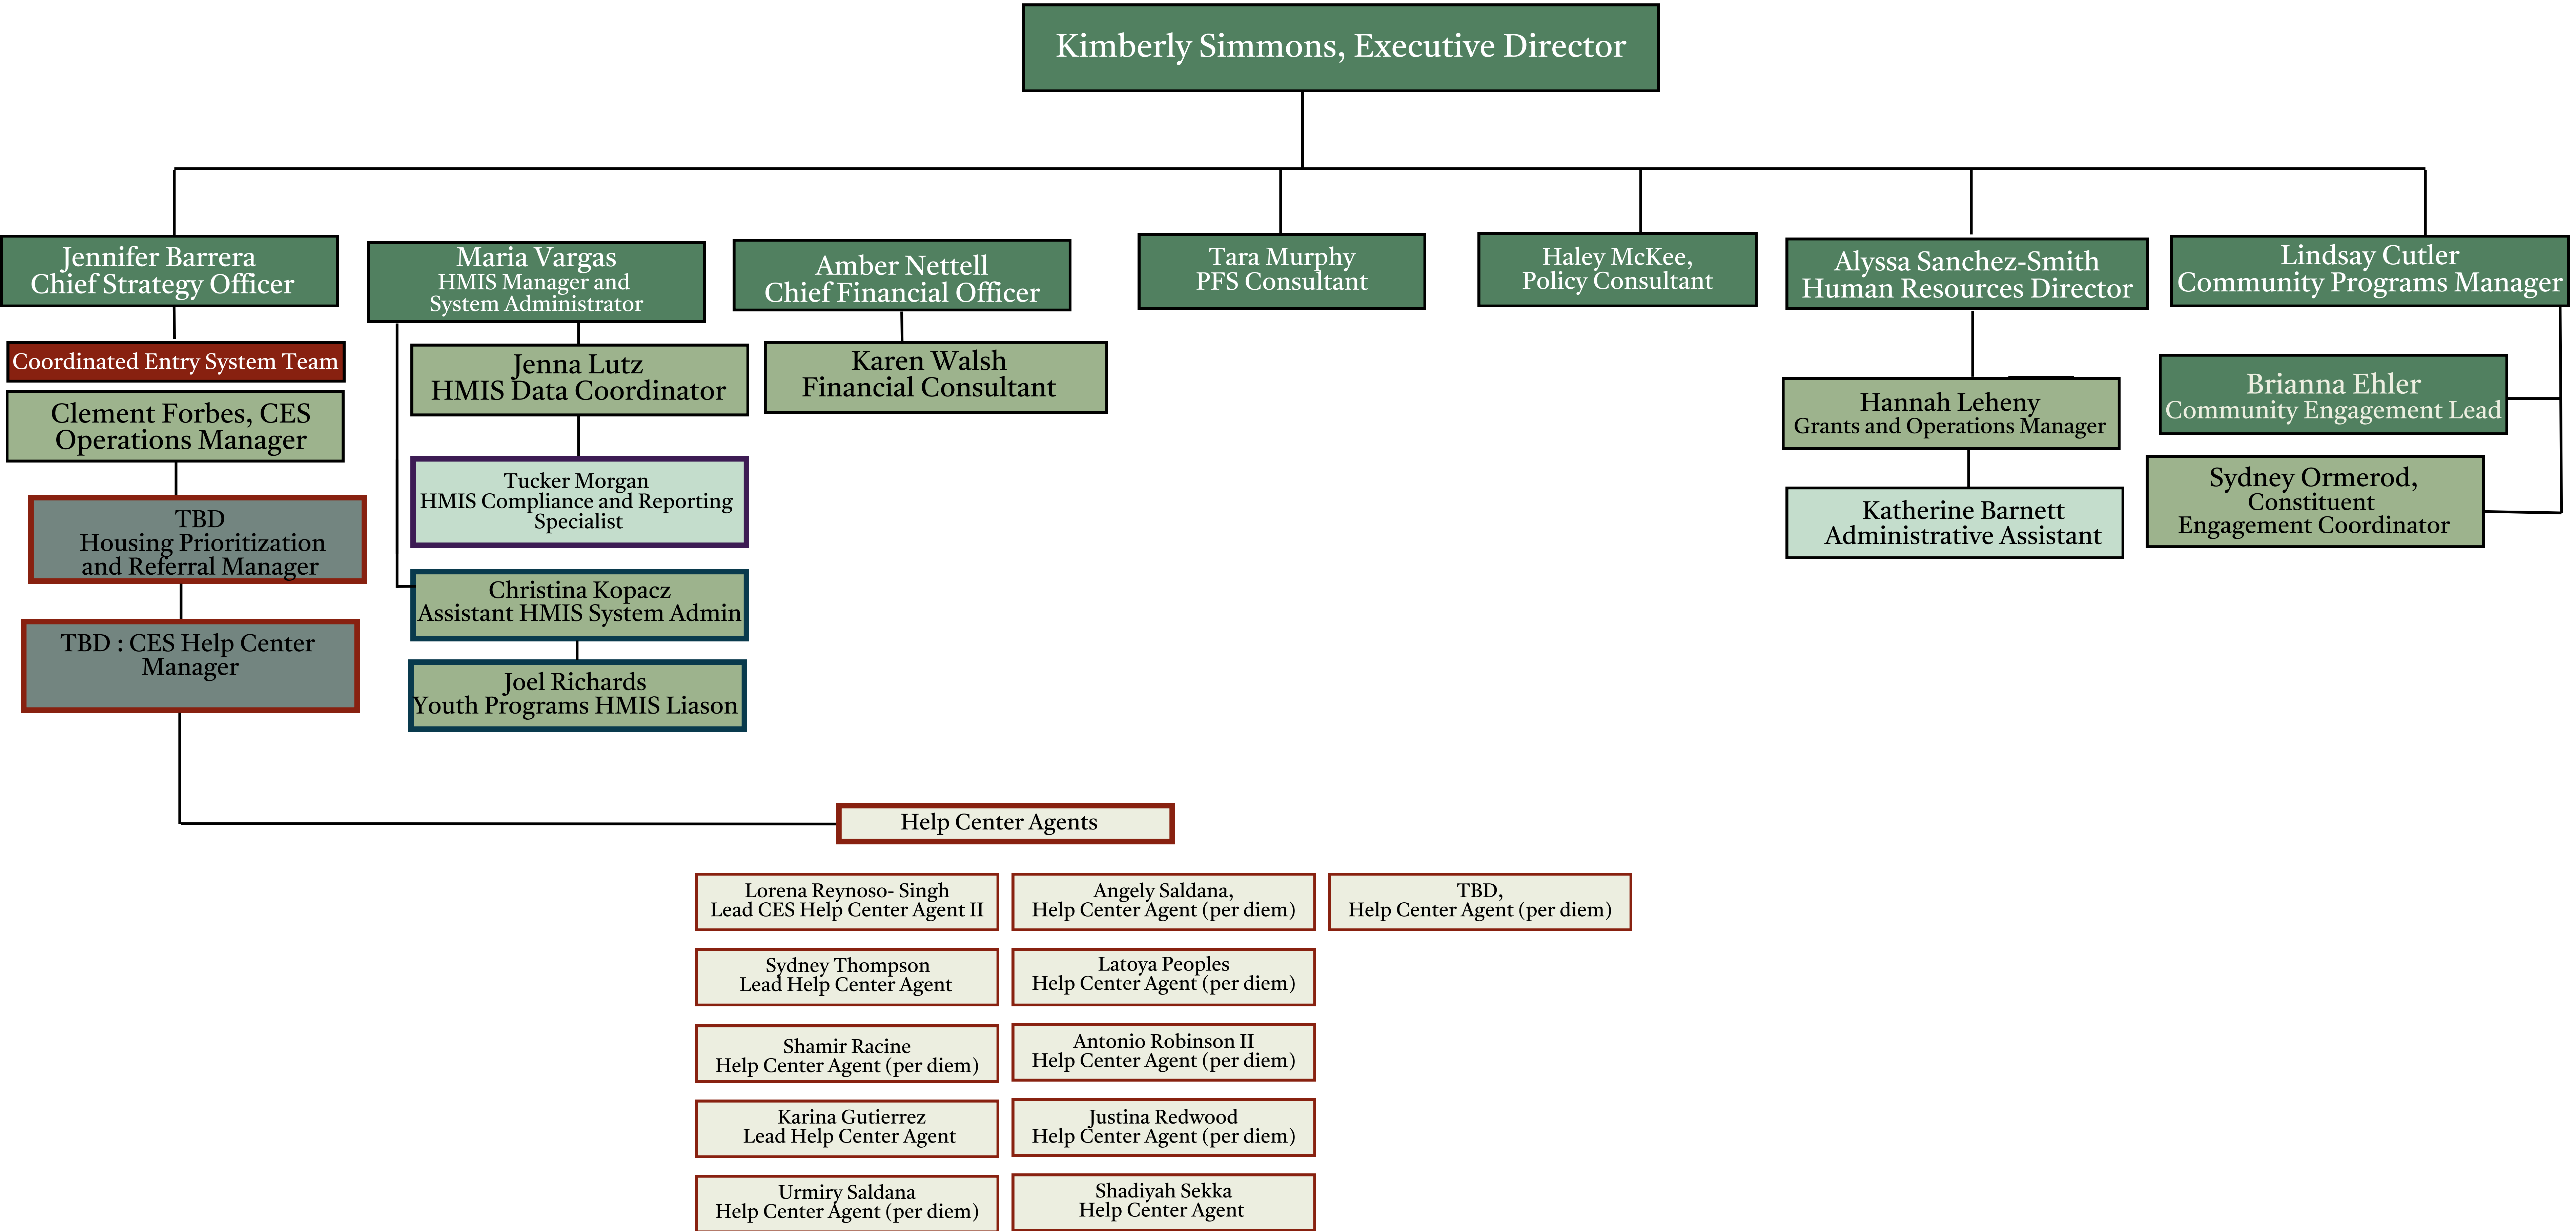 Kimberly Simmons, Executive Director
Jennifer Barrera
Chief Strategy Officer
Maria Vargas
HMIS Manager and
System Administrator
Amber Nettell
Chief Financial Officer
Tara Murphy
PFS Consultant
Haley McKee,
Policy Consultant
Alyssa Sanchez-Smith
Human Resources Director
Lindsay Cutler
Community Programs Manager
Coordinated Entry System Team
Clement Forbes, CES
Operations Manager
TBD
Housing Prioritization
and Referral Manager
TBD : CES Help Center
Manager
Jenna Lutz
HMIS Data Coordinator
Tucker Morgan
HMIS Compliance and Reporting
Specialist
Christina Kopacz
Assistant HMIS System Admin
Joel Richards
Youth Programs HMIS Liason
Karen Walsh
Financial Consultant
Hannah Leheny
Grants and Operations Manager
Katherine Barnett
Administrative Assistant
Brianna Ehler
Community Engagement Lead
Sydney Ormerod,
Constituent
Engagement Coordinator
Help Center Agents
Lorena Reynoso- Singh
Lead CES Help Center Agent II
Angely Saldana,
Help Center Agent (per diem)
TBD,
Help Center Agent (per diem)
Sydney Thompson
Lead Help Center Agent
Latoya Peoples
Help Center Agent (per diem)
Shamir Racine
Help Center Agent (per diem)
Antonio Robinson II
Help Center Agent (per diem)
Karina Gutierrez
Lead Help Center Agent
Justina Redwood
Help Center Agent (per diem)
Urmiry Saldana
Help Center Agent (per diem)
Shadiyah Sekka
Help Center Agent